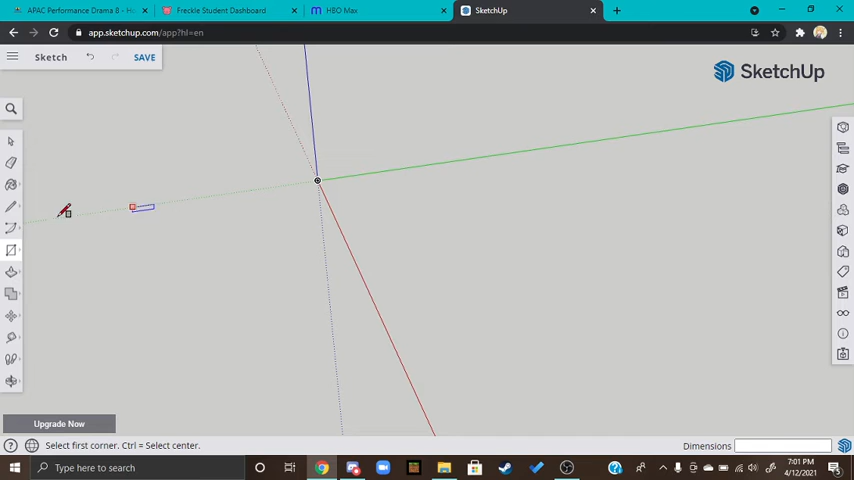 APAC Performance Drama 8 - Ho
Freckle Student Dashboard
HBO Max
SketchUp
app.sketchup.com/app?hl=en
Sketch
SAVE
SketchUp
Upgrade Now
Select first corner. Ctrl = Select center.
Dimensions
Type here to search
7:01 PM
4/12/2021